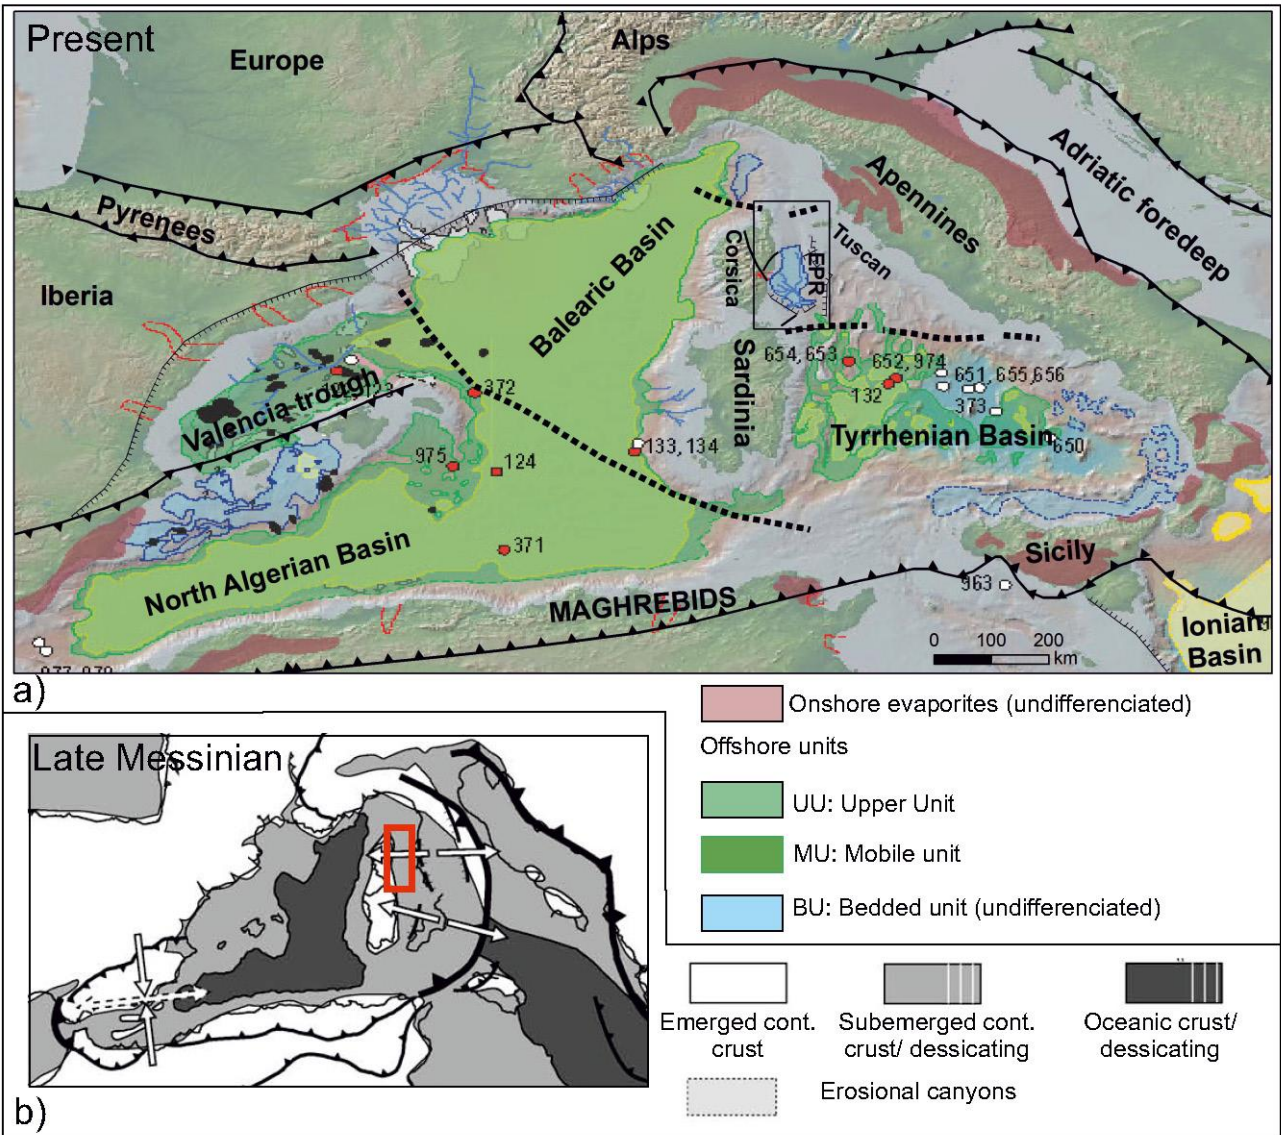 Present
Europe
Alps
Pyrenees
Iberia
Apennines
Adriatic foredeep
Balearic Basin
Corsica
EPR
Tuscan
Sardinia
654, 653
652, 974
651, 655, 656
132
373
650
Tyrrhenian Basin
372
Valencia trough
133, 134
975
124
371
North Algerian Basin
MAGHREBIDS
Sicily
963
Ionian
Basin
0 100 200
km
a)
Onshore evaporites (undifferenciated)
Offshore units
UU: Upper Unit
MU: Mobile unit
BU: Bedded unit (undifferenciated)
Late Messinian
b)
Emerged cont.
crust
Submerged cont.
crust/ dessicating
Oceanic crust/
dessicating
Erosional canyons